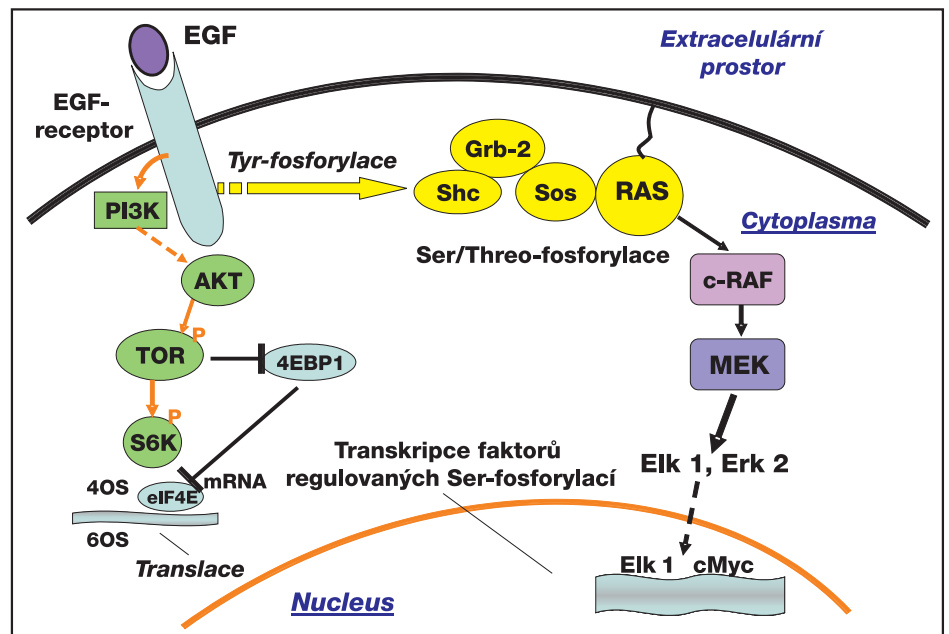 EGF
Extracelulární
prostor
EGF-
receptor
Tyr-fosforylace
Grb-2
Shc
Sos
RAS
PI3K
Cytoplasma
Ser/Threo-fosforylace
AKT
c-RAF
P
TOR
4EBP1
MEK
P
S6K
Transkripce faktorů
regulovaných Ser-fosforylací
Elk 1, Erk 2
mRNA
4OS
eIF4E
6OS
Translace
Elk 1 cMyc
Nucleus